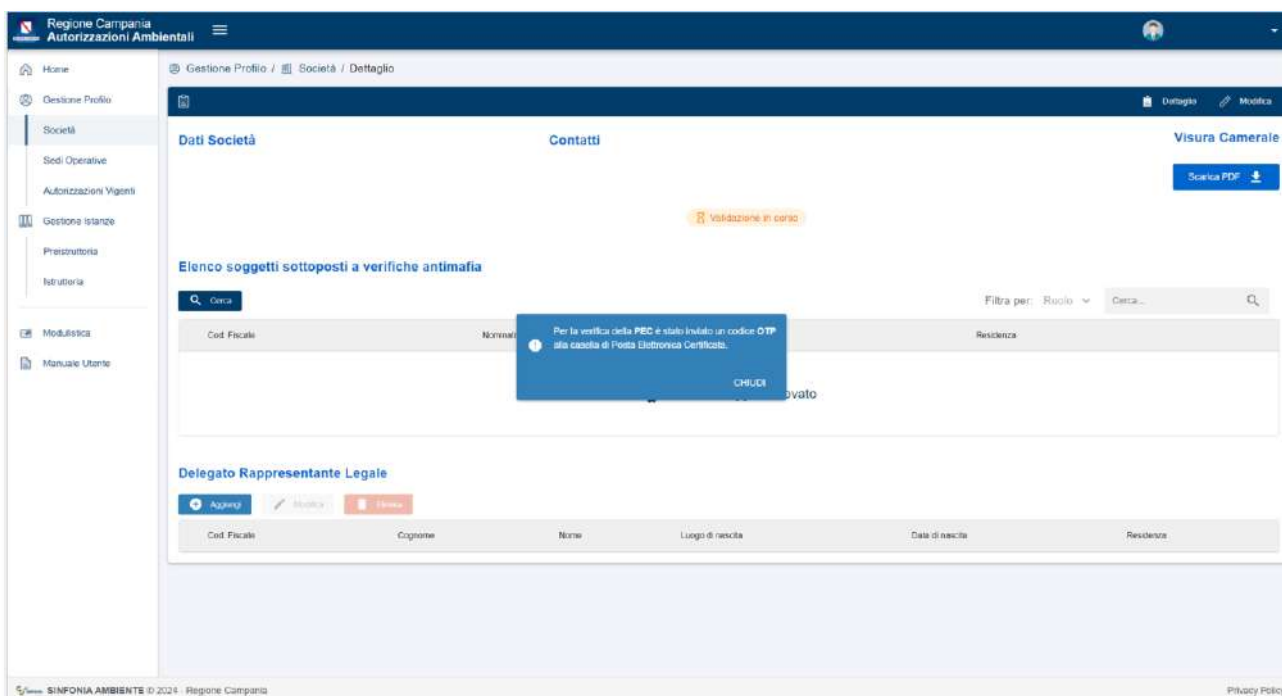 Regione Campania
Autorizzazioni Ambientali
Home
Gestione Profilo / Società / Dettaglio
Gestione Profilo
Dettaglio Modifica
Società
Dati Società Contatti Visura Camerale
Sedi Operative
Scarica PDF
Autorizzazioni Vigenti
Gestione Istanze
Validazione in corso
Preistruttoria
Elenco soggetti sottoposti a verifiche antimafia
Istruttoria
Cerca Filtra per: Ruolo Cerca...
Modulistica
Cod. Fiscale Residenza
Per la verifica della PEC è stato inviato un codice OTP
alla casella di Posta Elettronica Certificata.
Manuale Utente
CHIUDI
Delegato Rappresentante Legale
Aggiungi Modifica Elimina
Cod. Fiscale Cognome Nome Luogo di nascita Data di nascita Residenza
SINFONIA AMBIENTE © 2024 - Regione Campania